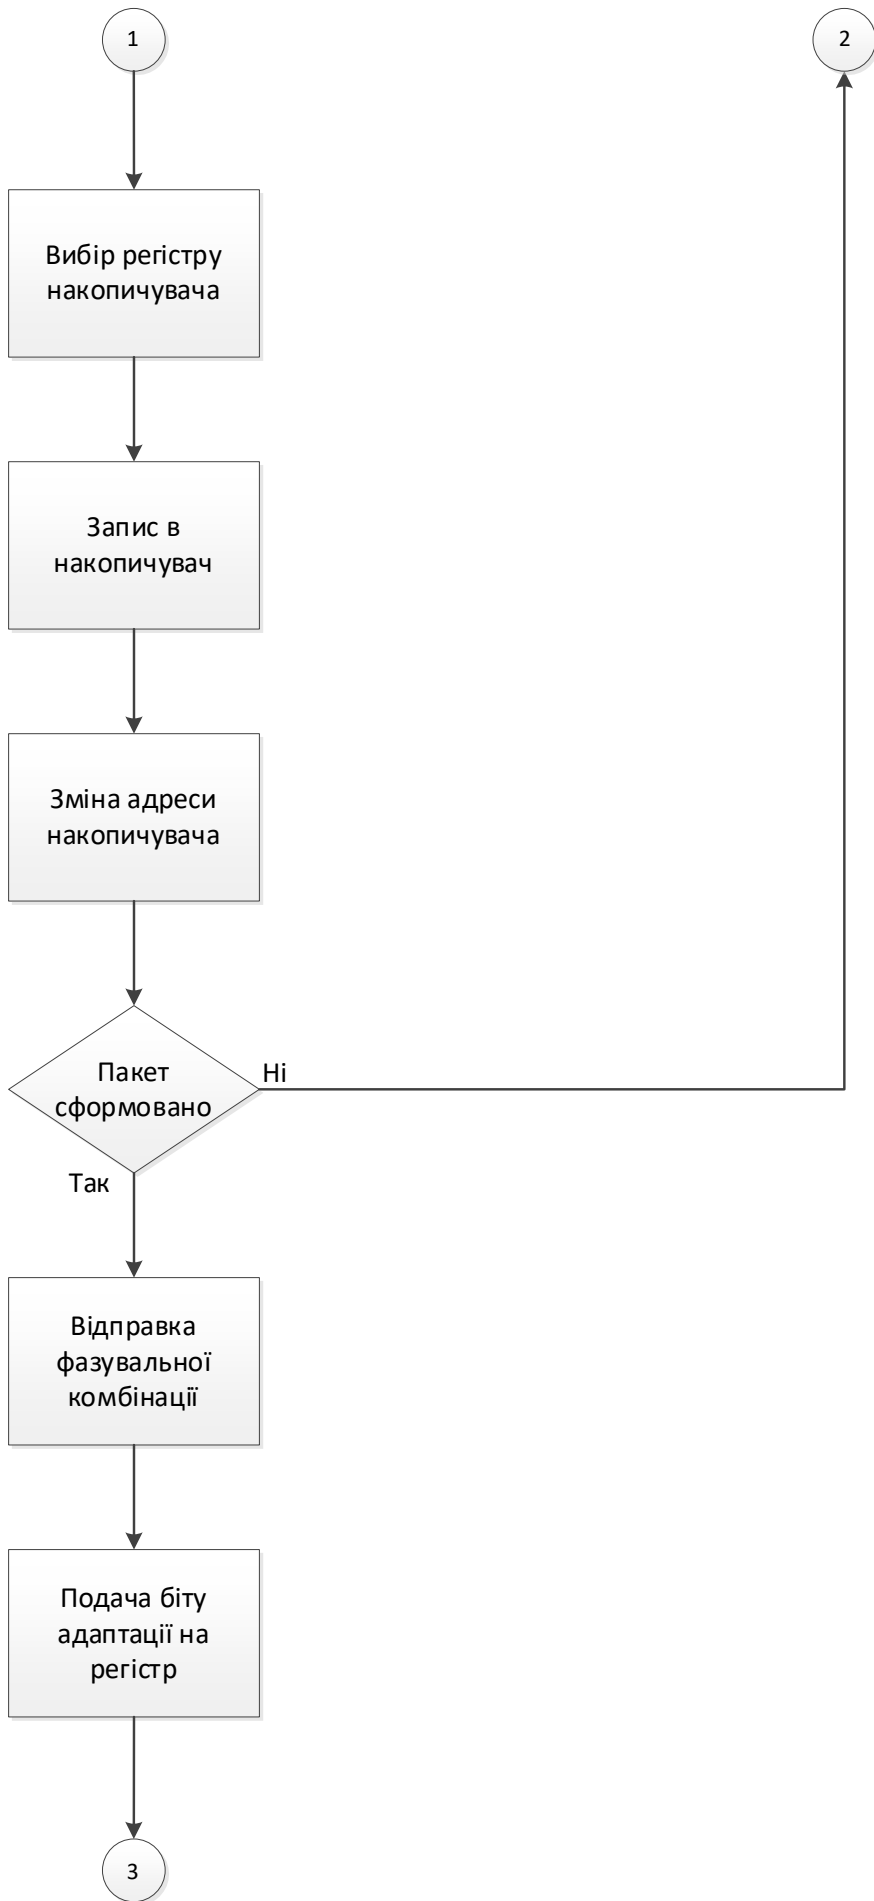 1
2
Вибір регістру
накопичувача
Запис в
накопичувач
Зміна адреси
накопичувача
Пакет
сформовано
Ні
Так
Відправка
фазувальної
комбінації
Подача біту
адаптації на
регістр
3